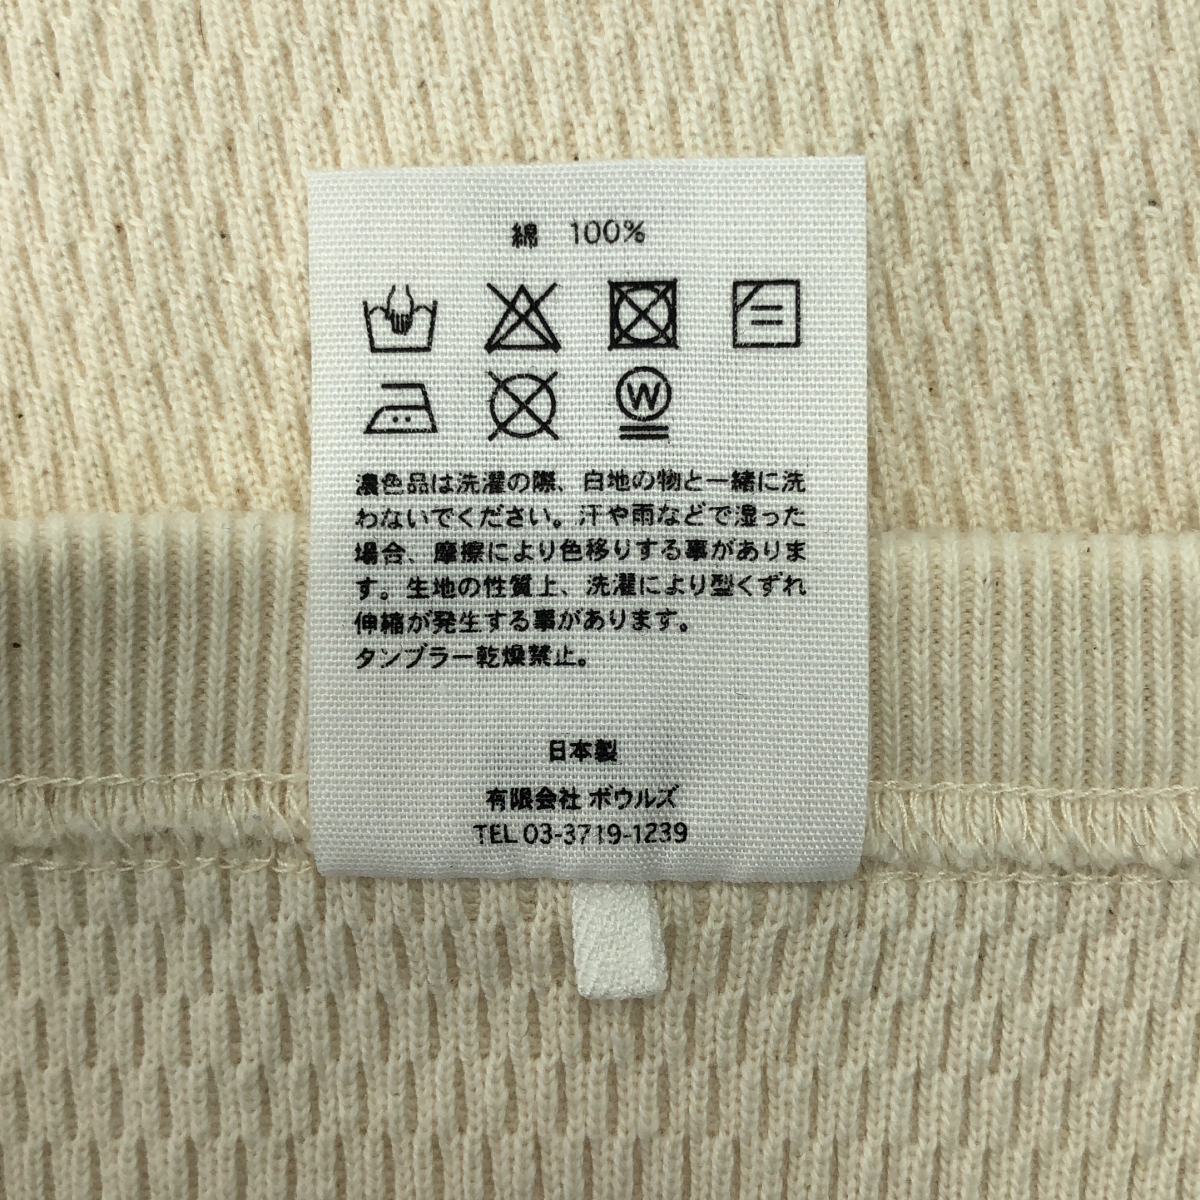 綿 100%
W
濃色品は洗濯の際、白地の物と一緒に洗
わないでください。汗や雨などで湿った
場合、摩擦により色移りする事がありま
す。生地の性質上、洗濯により型くずれ
伸縮が発生する事があります。
タンブラー乾燥禁止。
日本製
有限会社 ボウルズ
TEL 03-3719-1239